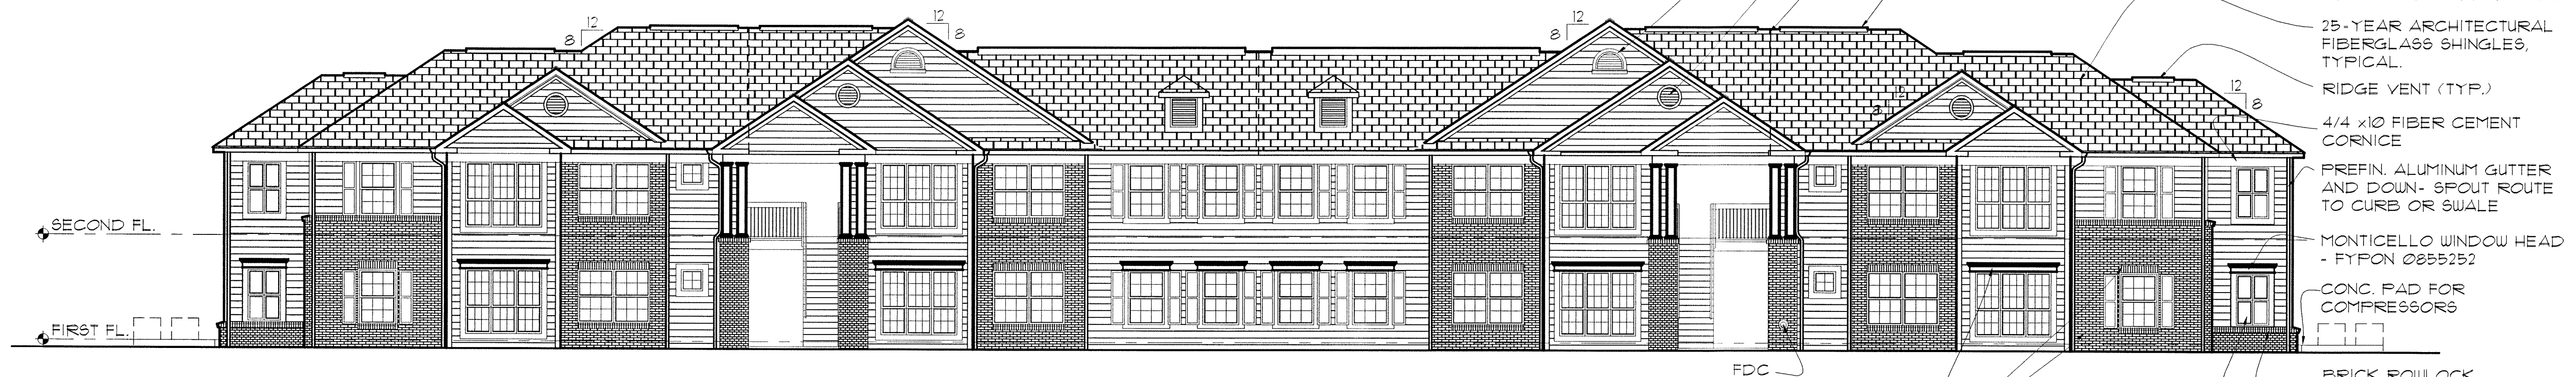 12
8
12
8
12
8
12
8
12
8
25-YEAR ARCHITECTURAL
FIBERGLASS SHINGLES,
TYPICAL.
RIDGE VENT (TYP.)
4/4 x10 FIBER CEMENT
CORNICE
PREFIN. ALUMINUM GUTTER
AND DOWN- SPOUT ROUTE
TO CURB OR SWALE
SECOND FL.
MONTICELLO WINDOW HEAD
- FYPON 0855252
CONC. PAD FOR
COMPRESSORS
FIRST FL.
FDC
BRICK ROWLOCK